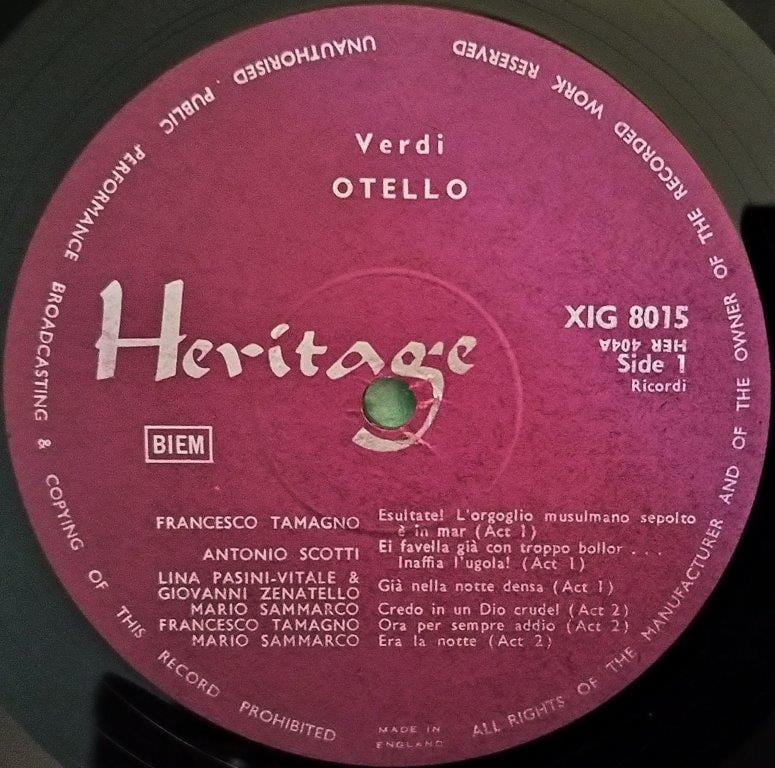 Verdi
OTELLO
Heritage
XIG 8015
HER 404A
Side 1
Ricordi
BIEM
FRANCESCO TAMAGNO Esultate! L'orgoglio musulmano sepolto
è in mar (Act 1)
ANTONIO SCOTTI Ei favella già con troppo bollor . . .
Inaffia l'ugola! (Act 1)
LINA PASINI-VITALE &
GIOVANNI ZENATELLO Già nella notte densa (Act 1)
MARIO SAMMARCO Credo in un Dio crudel (Act 2)
FRANCESCO TAMAGNO Ora per sempre addio (Act 2)
MARIO SAMMARCO Era la notte (Act 2)
MADE IN
ENGLAND
ALL RIGHTS OF THE MANUFACTURER AND OF THE OWNER OF THE RECORDED WORK RESERVED
UNAUTHORISED PUBLIC PERFORMANCE BROADCASTING & COPYING OF THIS RECORD PROHIBITED